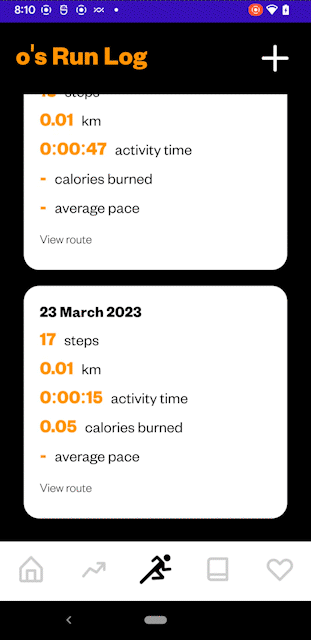 8:10
o's Run Log
steps
0.01 km
0:00:47 activity time
- calories burned
- average pace
View route
23 March 2023
17 steps
0.01 km
0:00:15 activity time
0.05 calories burned
- average pace
View route